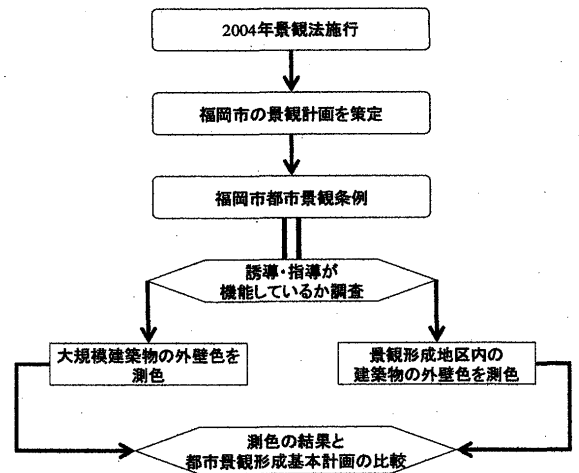 2004年景観法施行
福岡市の景観計画を策定
福岡市都市景観条例
誘導・指導が
機能しているか調査
大規模建築物の外壁色を
測色
景観形成地区内の
建築物の外壁色を測色
測色の結果と
都市景観形成基本計画の比較